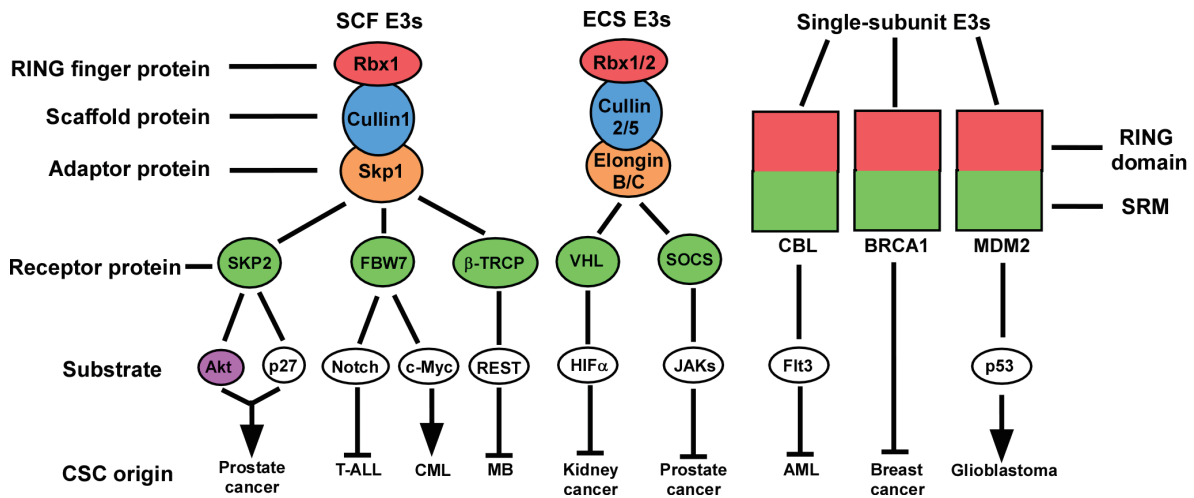 SCF E3s
ECS E3s
Single-subunit E3s
RING finger protein
Rbx1
Rbx1/2
Scaffold protein
Cullin1
Cullin
2/5
Adaptor protein
Skp1
Elongin
B/C
RING
domain
SRM
CBL
BRCA1
MDM2
Receptor protein
SKP2
FBW7
β-TRCP
VHL
SOCS
Substrate
Akt
p27
Notch
c-Myc
REST
HIFα
JAKs
Flt3
p53
CSC origin
Prostate
cancer
T-ALL
CML
MB
Kidney
cancer
Prostate
cancer
AML
Breast
cancer
Glioblastoma